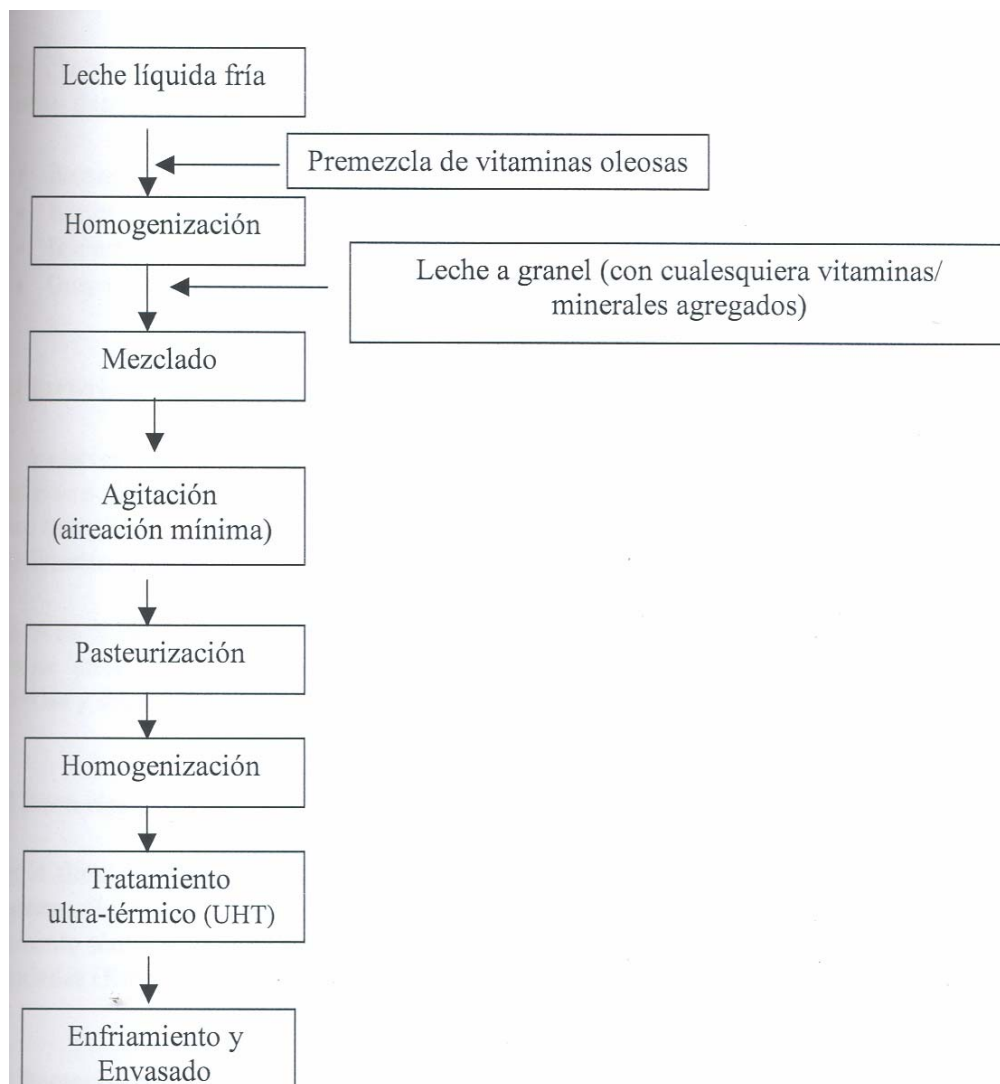 Leche líquida fría
Premezcla de vitaminas oleosas
Homogenización
Leche a granel (con cualesquiera vitaminas/
minerales agregados)
Mezclado
Agitación
(aireación mínima)
Pasteurización
Homogenización
Tratamiento
ultra-térmico (UHT)
Enfriamiento y
Envasado